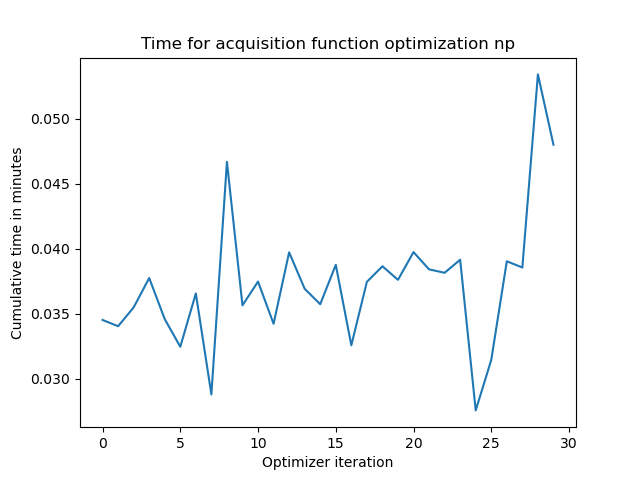 Time for acquisition function optimization np
Cumulative time in minutes
0.050
0.045
0.040
0.035
0.030
0 5 10 15 20 25 30
Optimizer iteration